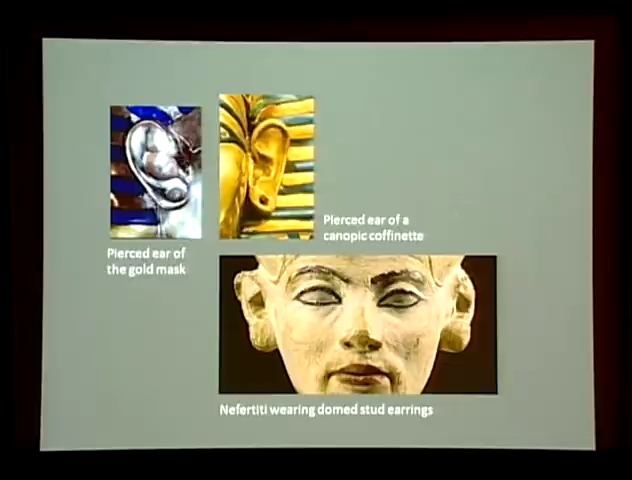 Pierced ear of
the gold mask
Pierced ear of a
canopic coffinette
Nefertiti wearing domed stud earrings